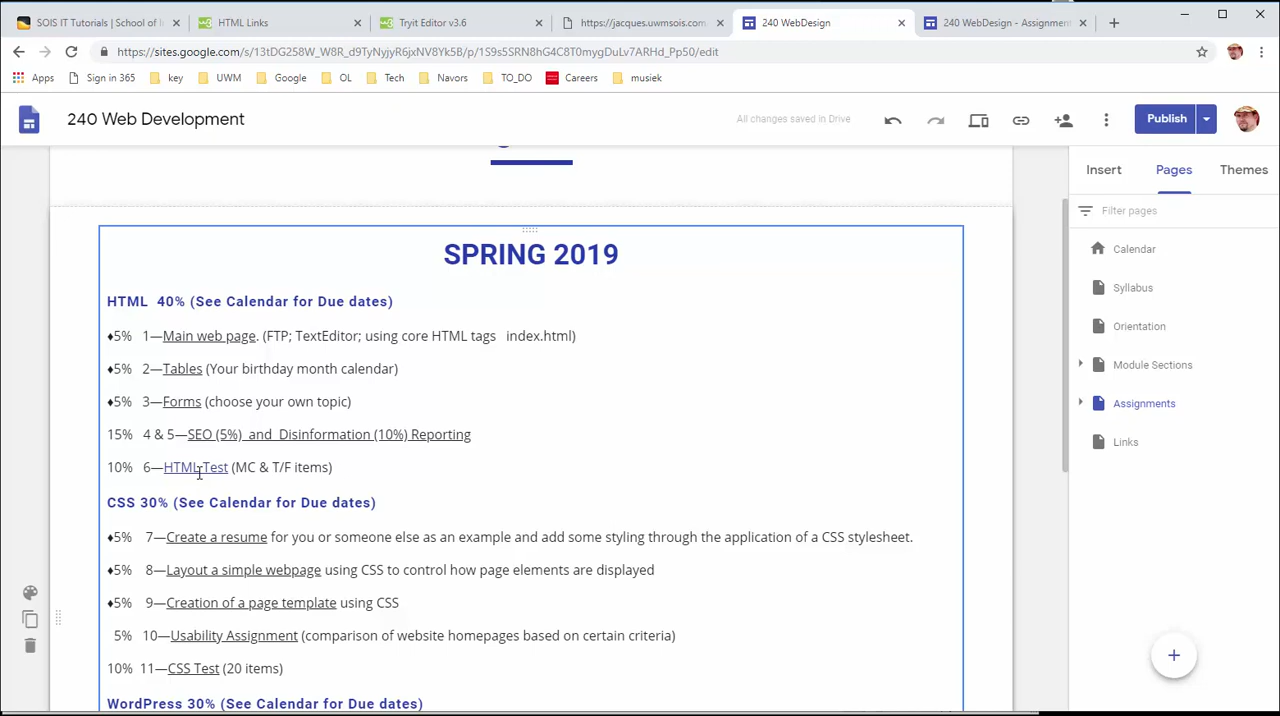 SOIS IT Tutorials | School of I
HTML Links
Tryit Editor v3.6
https://jacques.uwmsois.com/
240 WebDesign
240 WebDesign - Assignment
https://sites.google.com/s/13tDG258W_W8R_d9TyNyjyR6jxNV8Yk5B/p/1S9s5SRN8hG4C8T0mygDuLv7ARHd_Pp50/edit
Apps
Sign in 365
key
UWM
Google
OL
Tech
Navors
TO_DO
Careers
musiek
240 Web Development
All changes saved in Drive
Publish
Insert
Pages
Themes
Filter pages
Calendar
Syllabus
Orientation
Module Sections
Assignments
Links
SPRING 2019
HTML 40% (See Calendar for Due dates)
♦5% 1—Main web page. (FTP; TextEditor; using core HTML tags index.html)
♦5% 2—Tables (Your birthday month calendar)
♦5% 3—Forms (choose your own topic)
15% 4 & 5—SEO (5%) and Disinformation (10%) Reporting
10% 6—HTML Test (MC & T/F items)
CSS 30% (See Calendar for Due dates)
♦5% 7—Create a resume for you or someone else as an example and add some styling through the application of a CSS stylesheet.
♦5% 8—Layout a simple webpage using CSS to control how page elements are displayed
♦5% 9—Creation of a page template using CSS
5% 10—Usability Assignment (comparison of website homepages based on certain criteria)
10% 11—CSS Test (20 items)
WordPress 30% (See Calendar for Due dates)